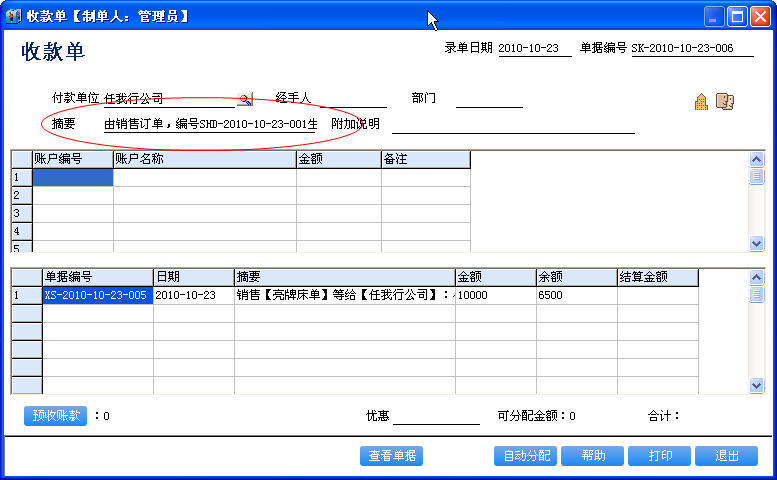 收款单【制单人：管理员】
收款单
录单日期 2010-10-23 单据编号 SK-2010-10-23-006
付款单位 任我行公司 经手人 部门
摘要 由销售订单，编号SHD-2010-10-23-001生 附加说明
账户编号 账户名称 金额 备注
1
2
3
4
5
单据编号 日期 摘要 金额 余额 结算金额
1 XS-2010-10-23-005 2010-10-23 销售【亮牌床单】等给【任我行公司】： 10000 6500
预收账款 ：0 优惠 可分配金额：0 合计：
查看单据 自动分配 帮助 打印 退出